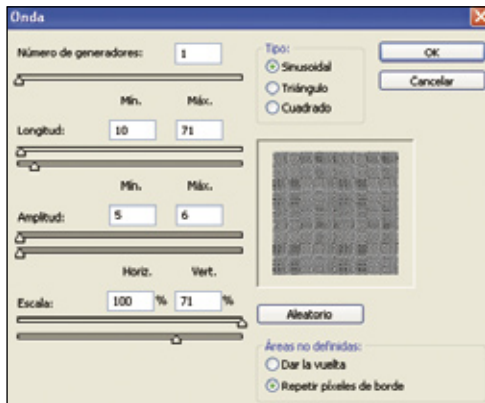 Onda
Número de generadores: 1
Mín. Máx.
Longitud: 10 71
Mín. Máx.
Amplitud: 5 6
Horiz. Vert.
Escala: 100 % 71 %
Tipo:
Sinusoidal
Triángulo
Cuadrado
OK
Cancelar
Aleatorio
Áreas no definidas:
Dar la vuelta
Repetir píxeles de borde